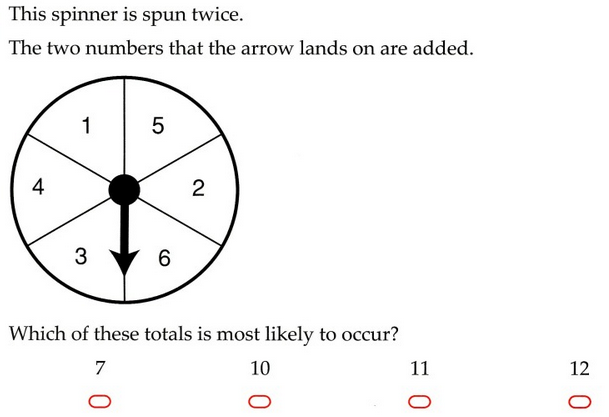 This spinner is spun twice.
The two numbers that the arrow lands on are added.
1 5
4 2
3 6
Which of these totals is most likely to occur?
7 10 11 12